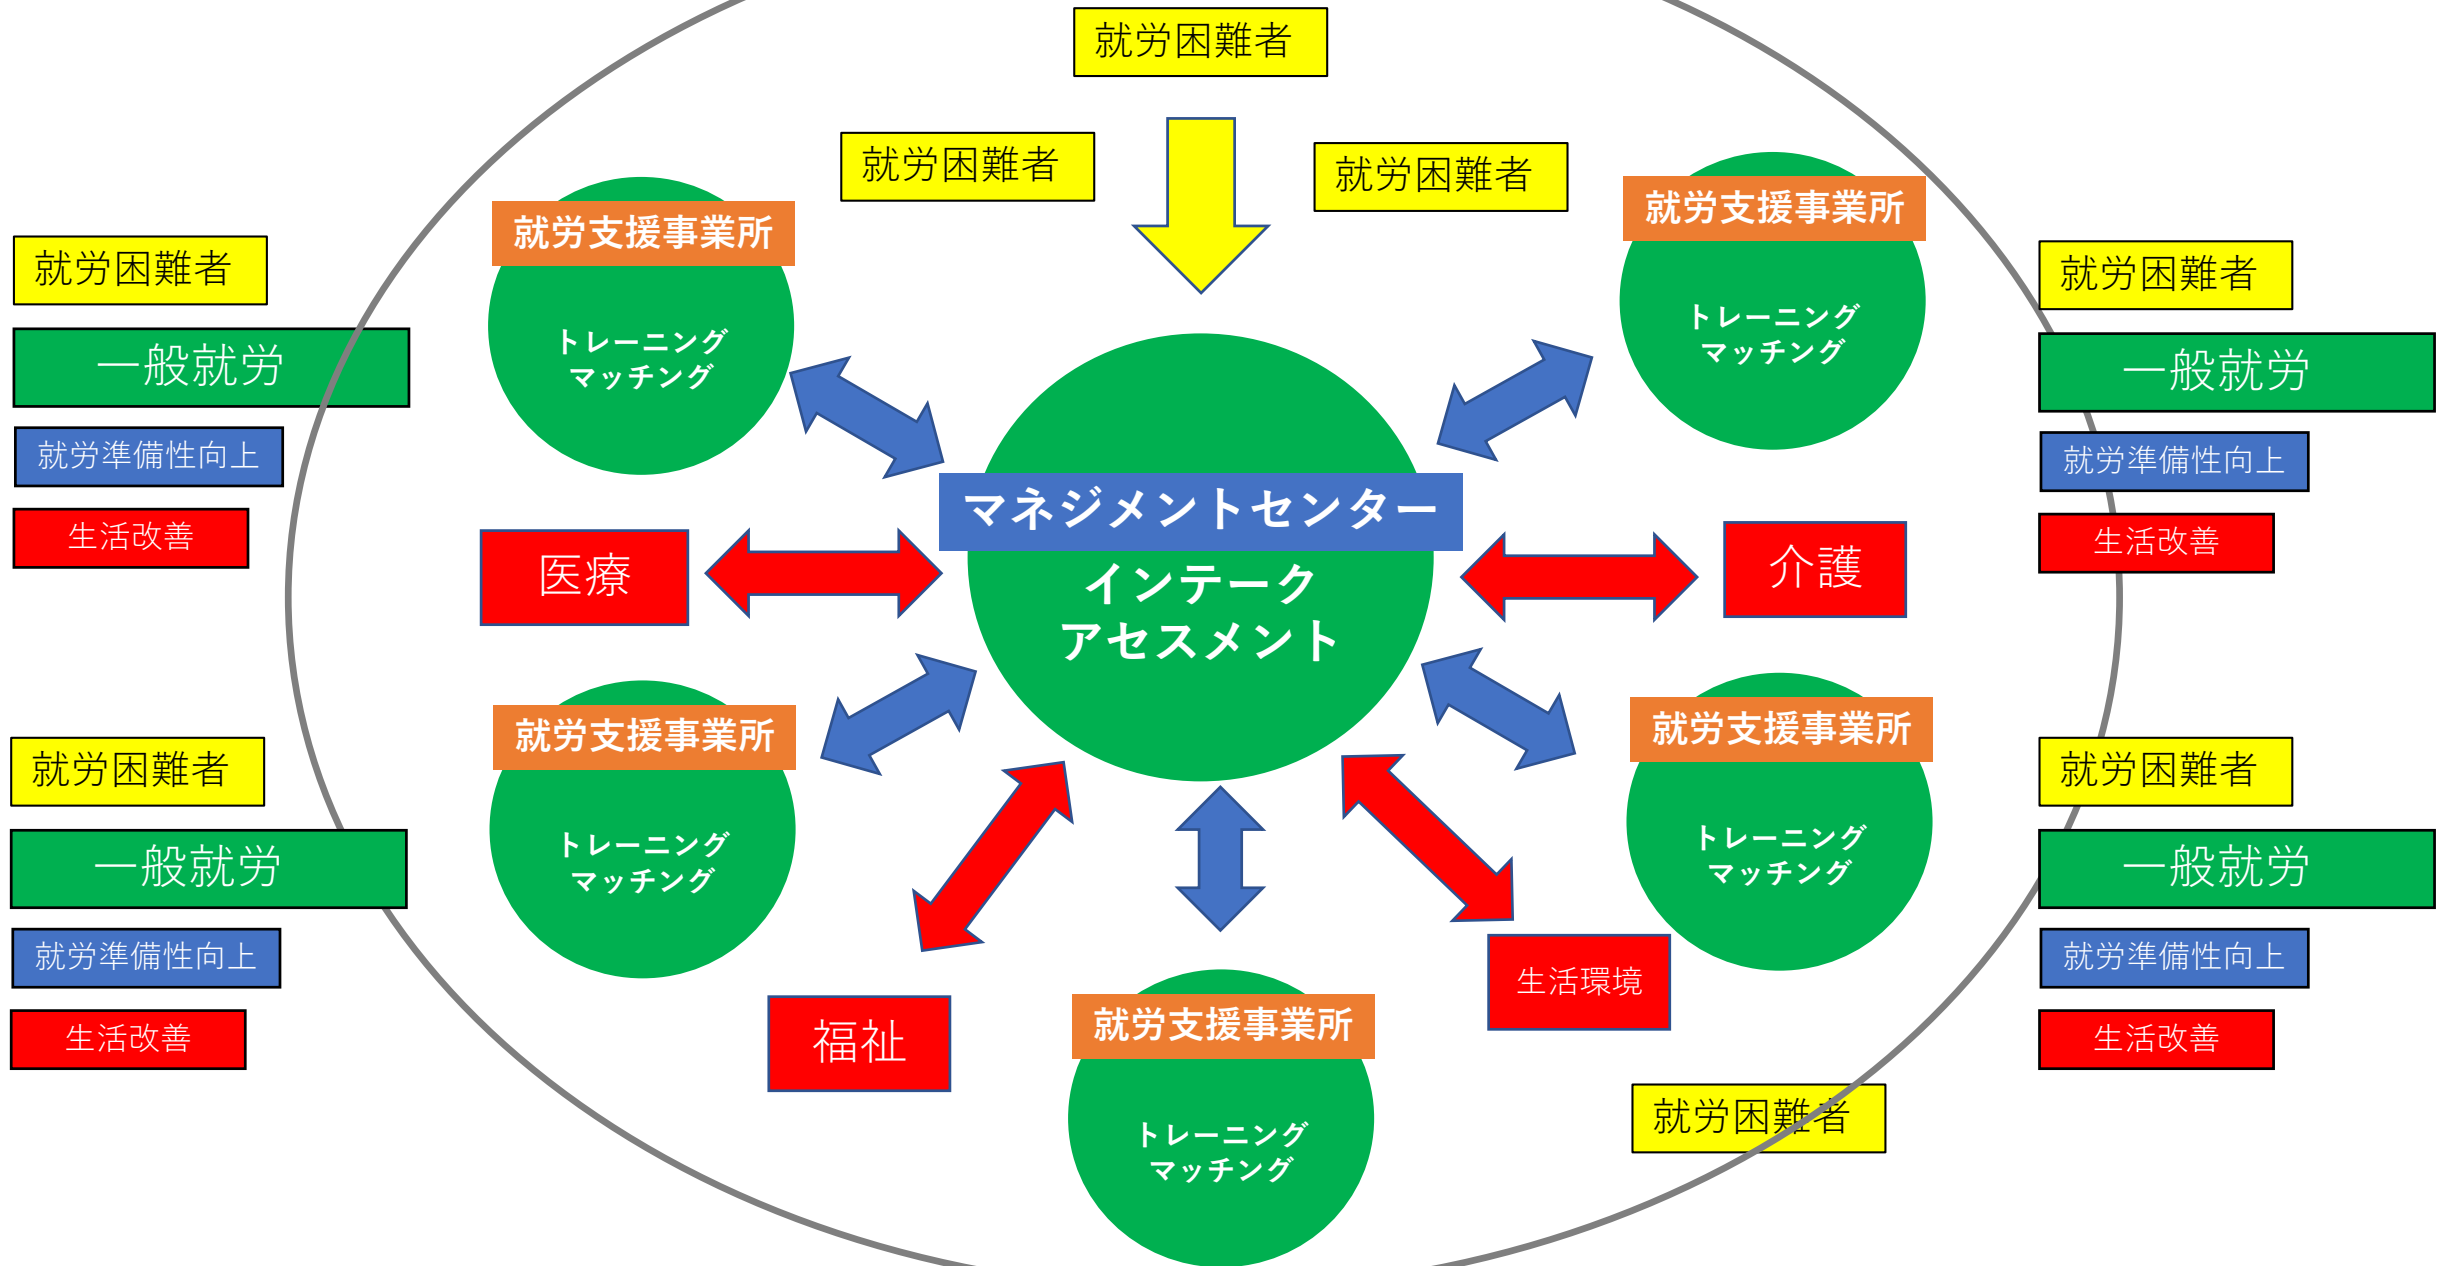 就労困難者
就労困難者
就労困難者
就労支援事業所
トレーニング
マッチング
就労支援事業所
トレーニング
マッチング
就労困難者
一般就労
就労準備性向上
生活改善
就労困難者
一般就労
就労準備性向上
生活改善
マネジメントセンター
インテーク
アセスメント
医療
介護
就労支援事業所
トレーニング
マッチング
就労支援事業所
トレーニング
マッチング
就労困難者
一般就労
就労準備性向上
生活改善
就労困難者
一般就労
就労準備性向上
生活改善
福祉
生活環境
就労支援事業所
トレーニング
マッチング
就労困難者